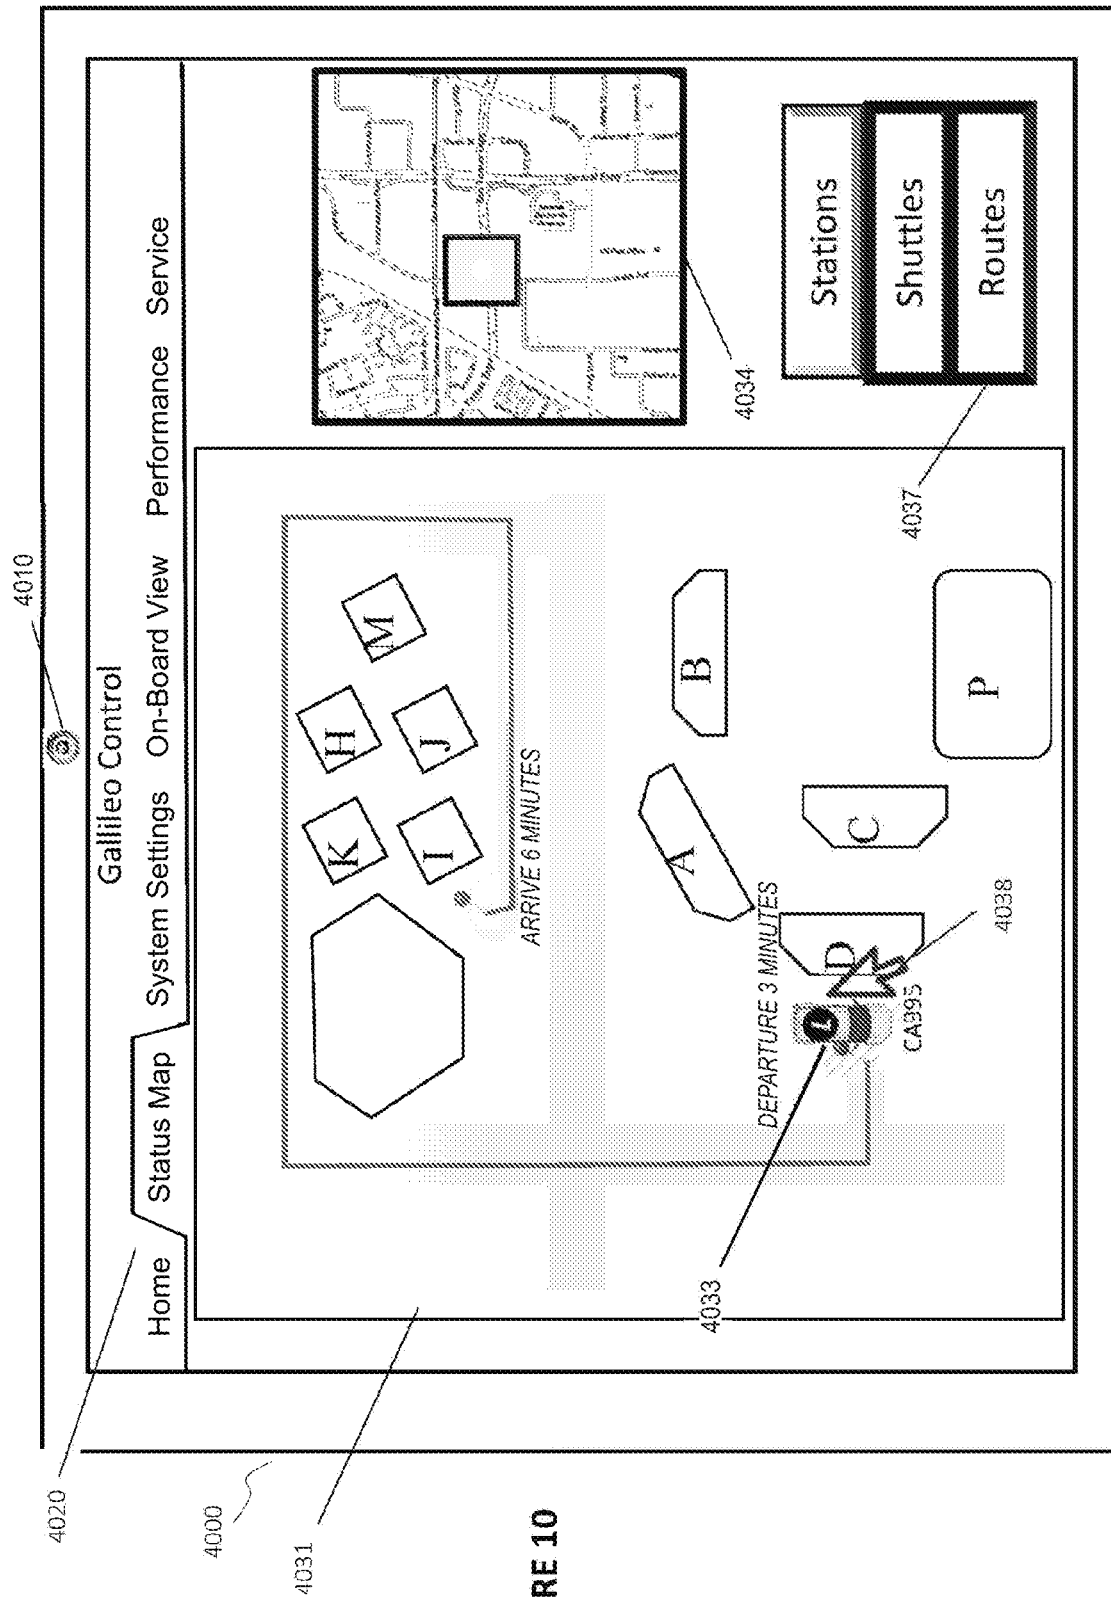 4010
Gallileo Control
Home Status Map System Settings On-Board View Performance Service
4020
4000
4031
K H M
I J
ARRIVE 6 MINUTES
A B
DEPARTURE 3 MINUTES
D C P
L
CA395
4033
4038
4034
Stations
Shuttles
Routes
4037
RE 10